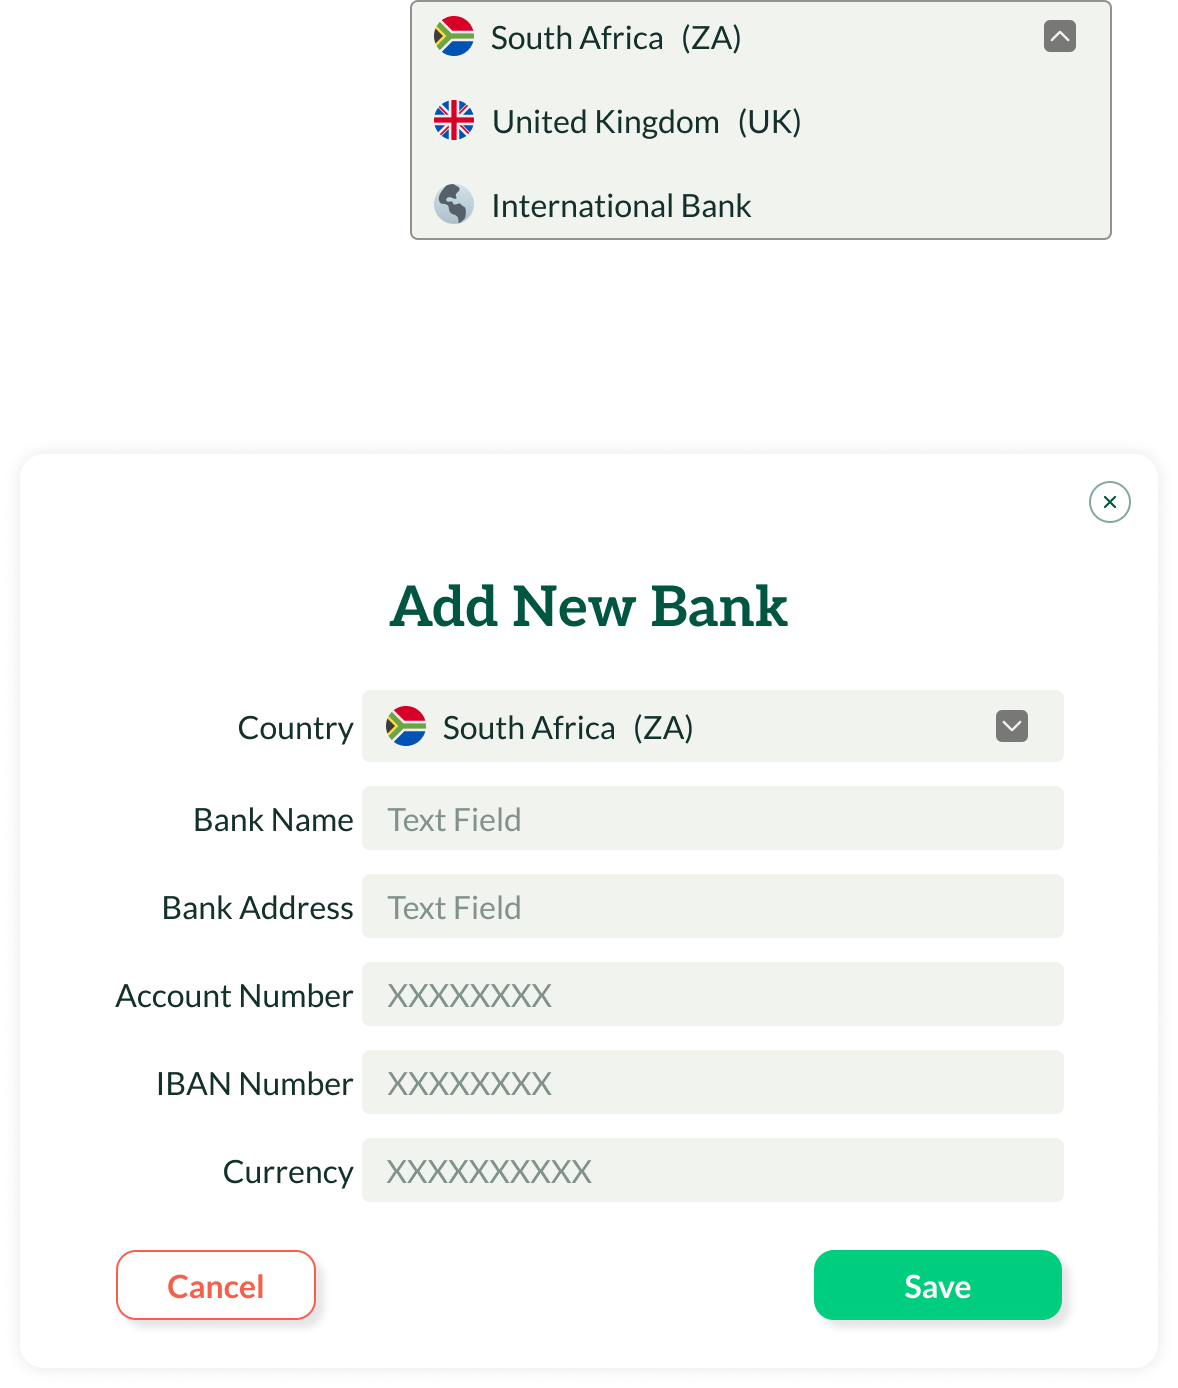 South Africa (ZA)
United Kingdom (UK)
International Bank
Add New Bank
Country South Africa (ZA)
Bank Name Text Field
Bank Address Text Field
Account Number XXXXXXXX
IBAN Number XXXXXXXX
Currency XXXXXXXXXX
Cancel Save